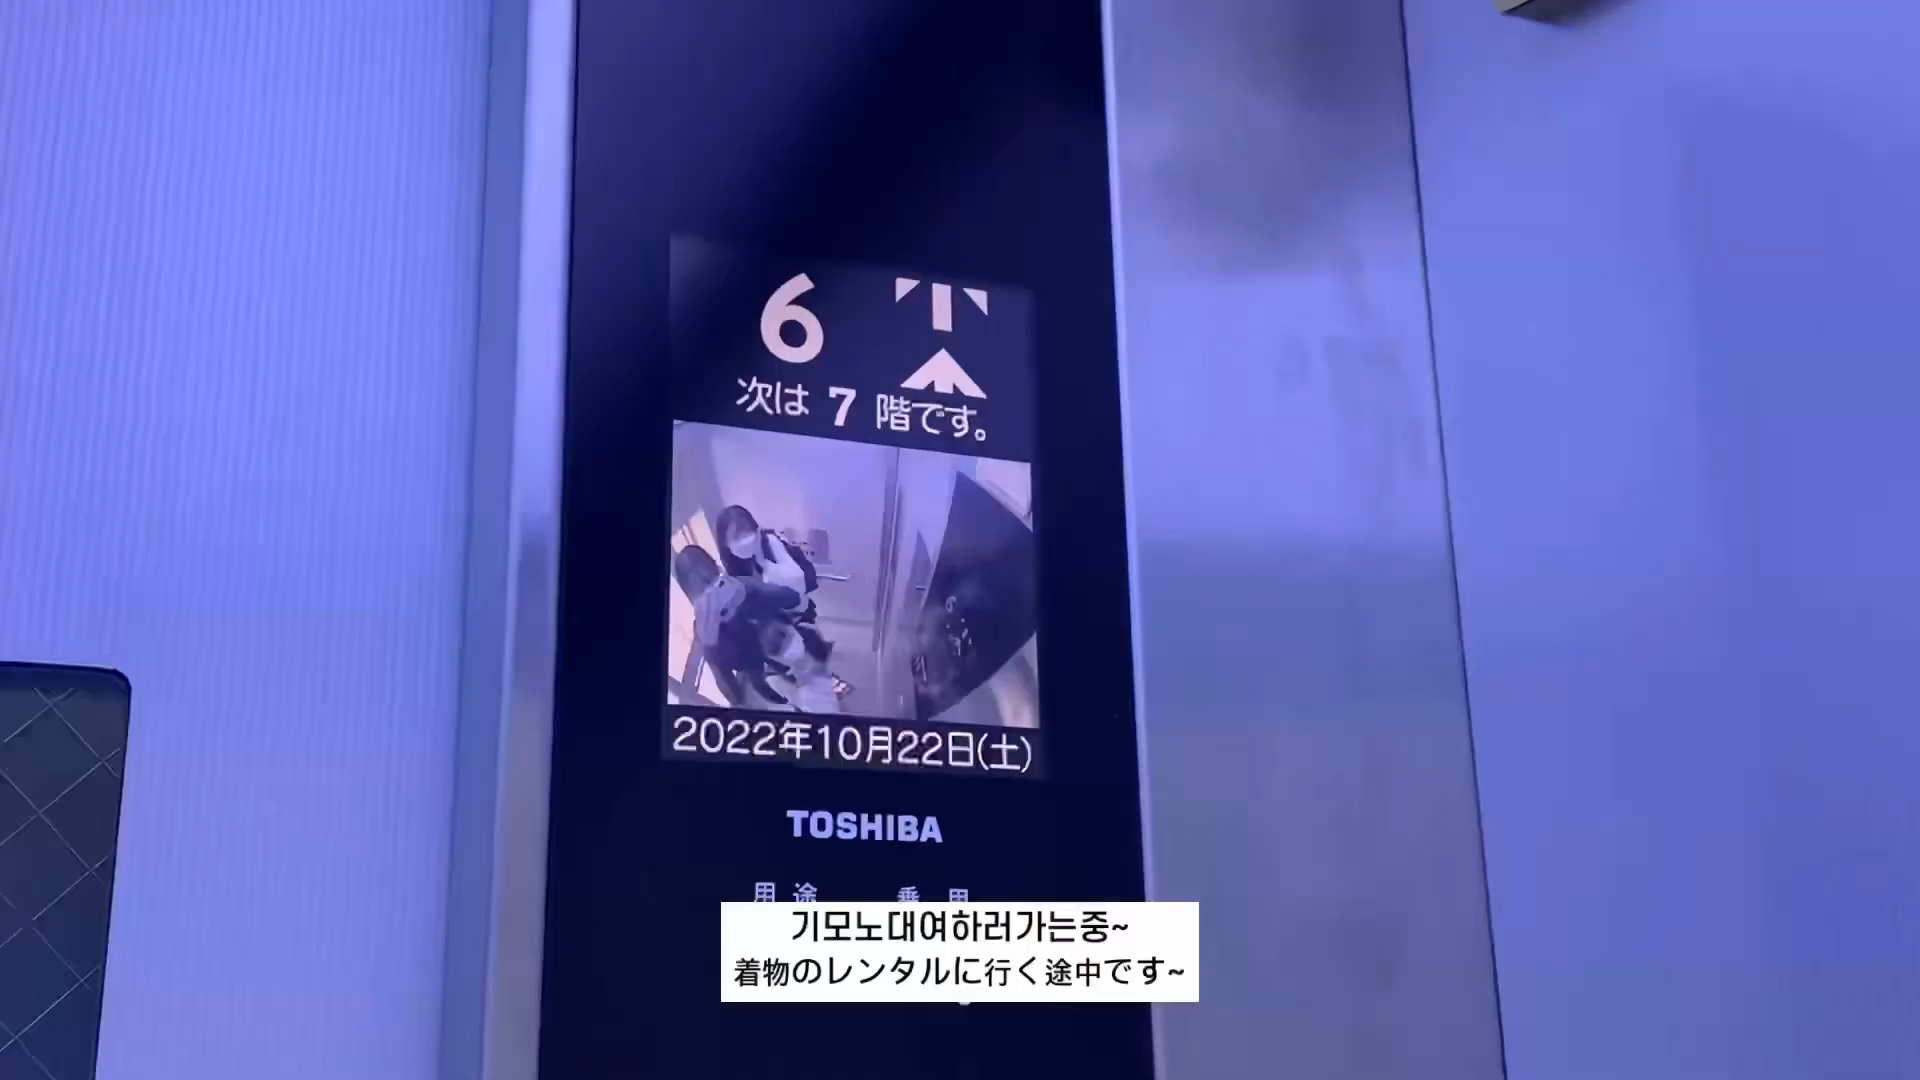 6
次は 7 階です。
2022年10月22日(土)
TOSHIBA
用途 乗用
기모노대여하러가는중~
着物のレンタルに行く途中です~